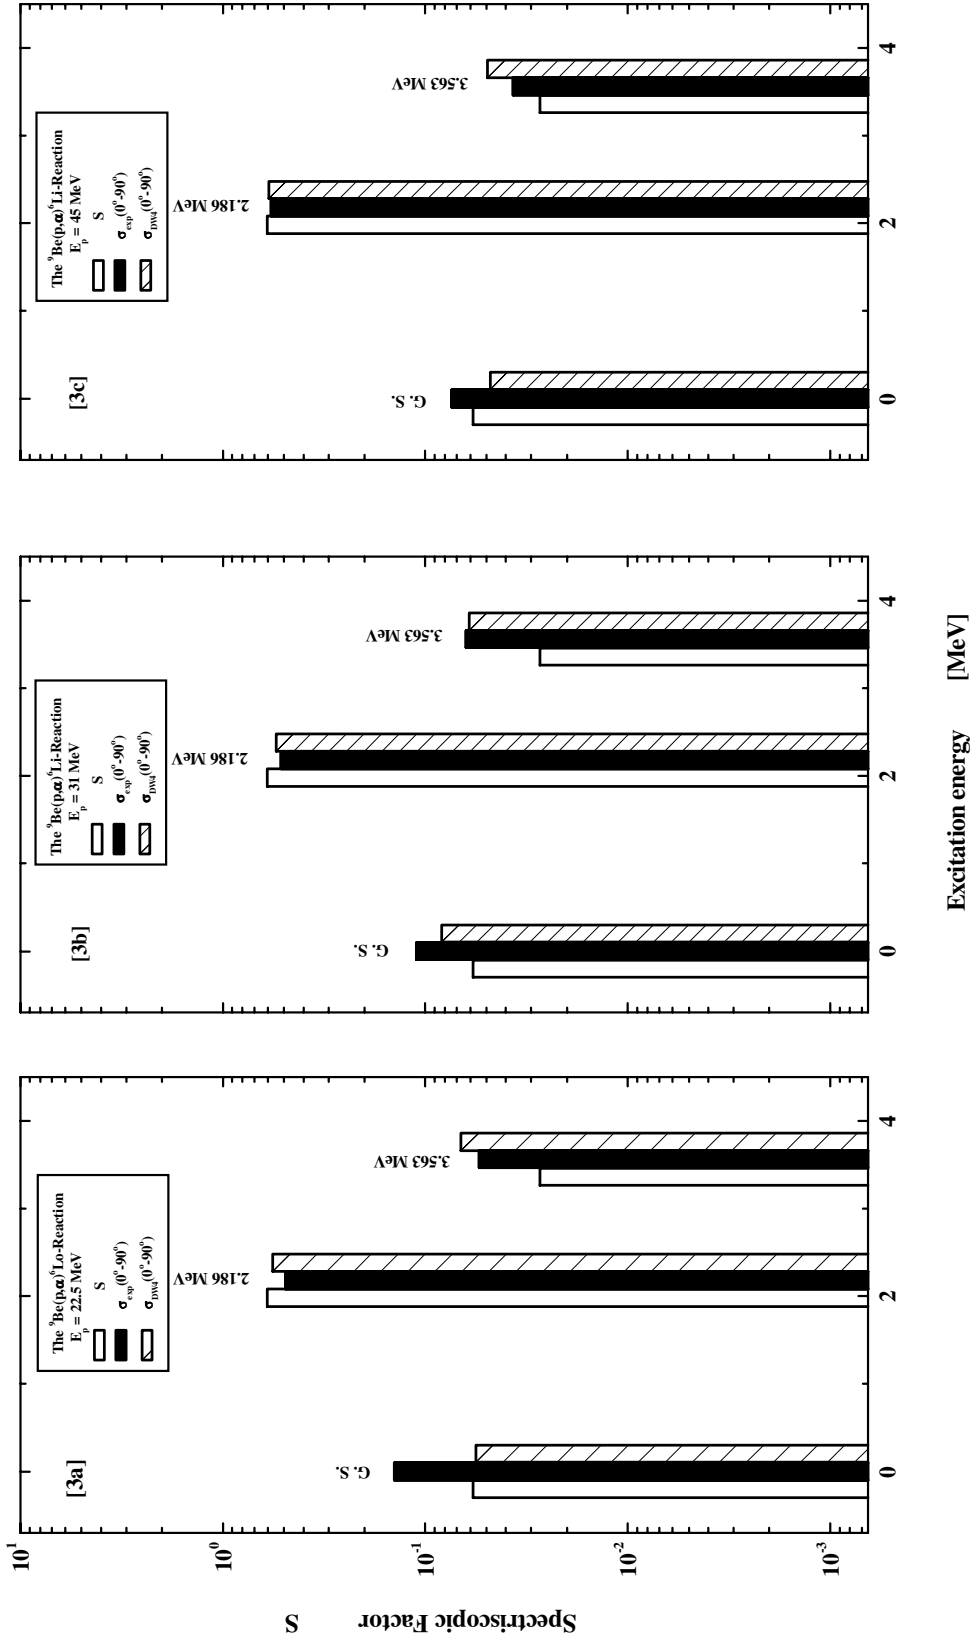 Spectriscopic Factor S
10¹
10⁰
10⁻¹
10⁻²
10⁻³
[3a]
The ⁹Be(p,α)⁶Lo-Reaction
Eₚ = 22.5 MeV
S
σexp(0°-90°)
σDW4(0°-90°)
G. S.
2.186 MeV
3.563 MeV
0
2
4
[3b]
The ⁹Be(p,α)⁶Li-Reaction
Eₚ = 31 MeV
S
σexp(0°-90°)
σDW4(0°-90°)
G. S.
2.186 MeV
3.563 MeV
0
2
4
[3c]
The ⁹Be(p,α)⁶Li-Reaction
Eₚ = 45 MeV
S
σexp(0°-90°)
σDW4(0°-90°)
G. S.
2.186 MeV
3.563 MeV
0
2
4
Excitation energy [MeV]